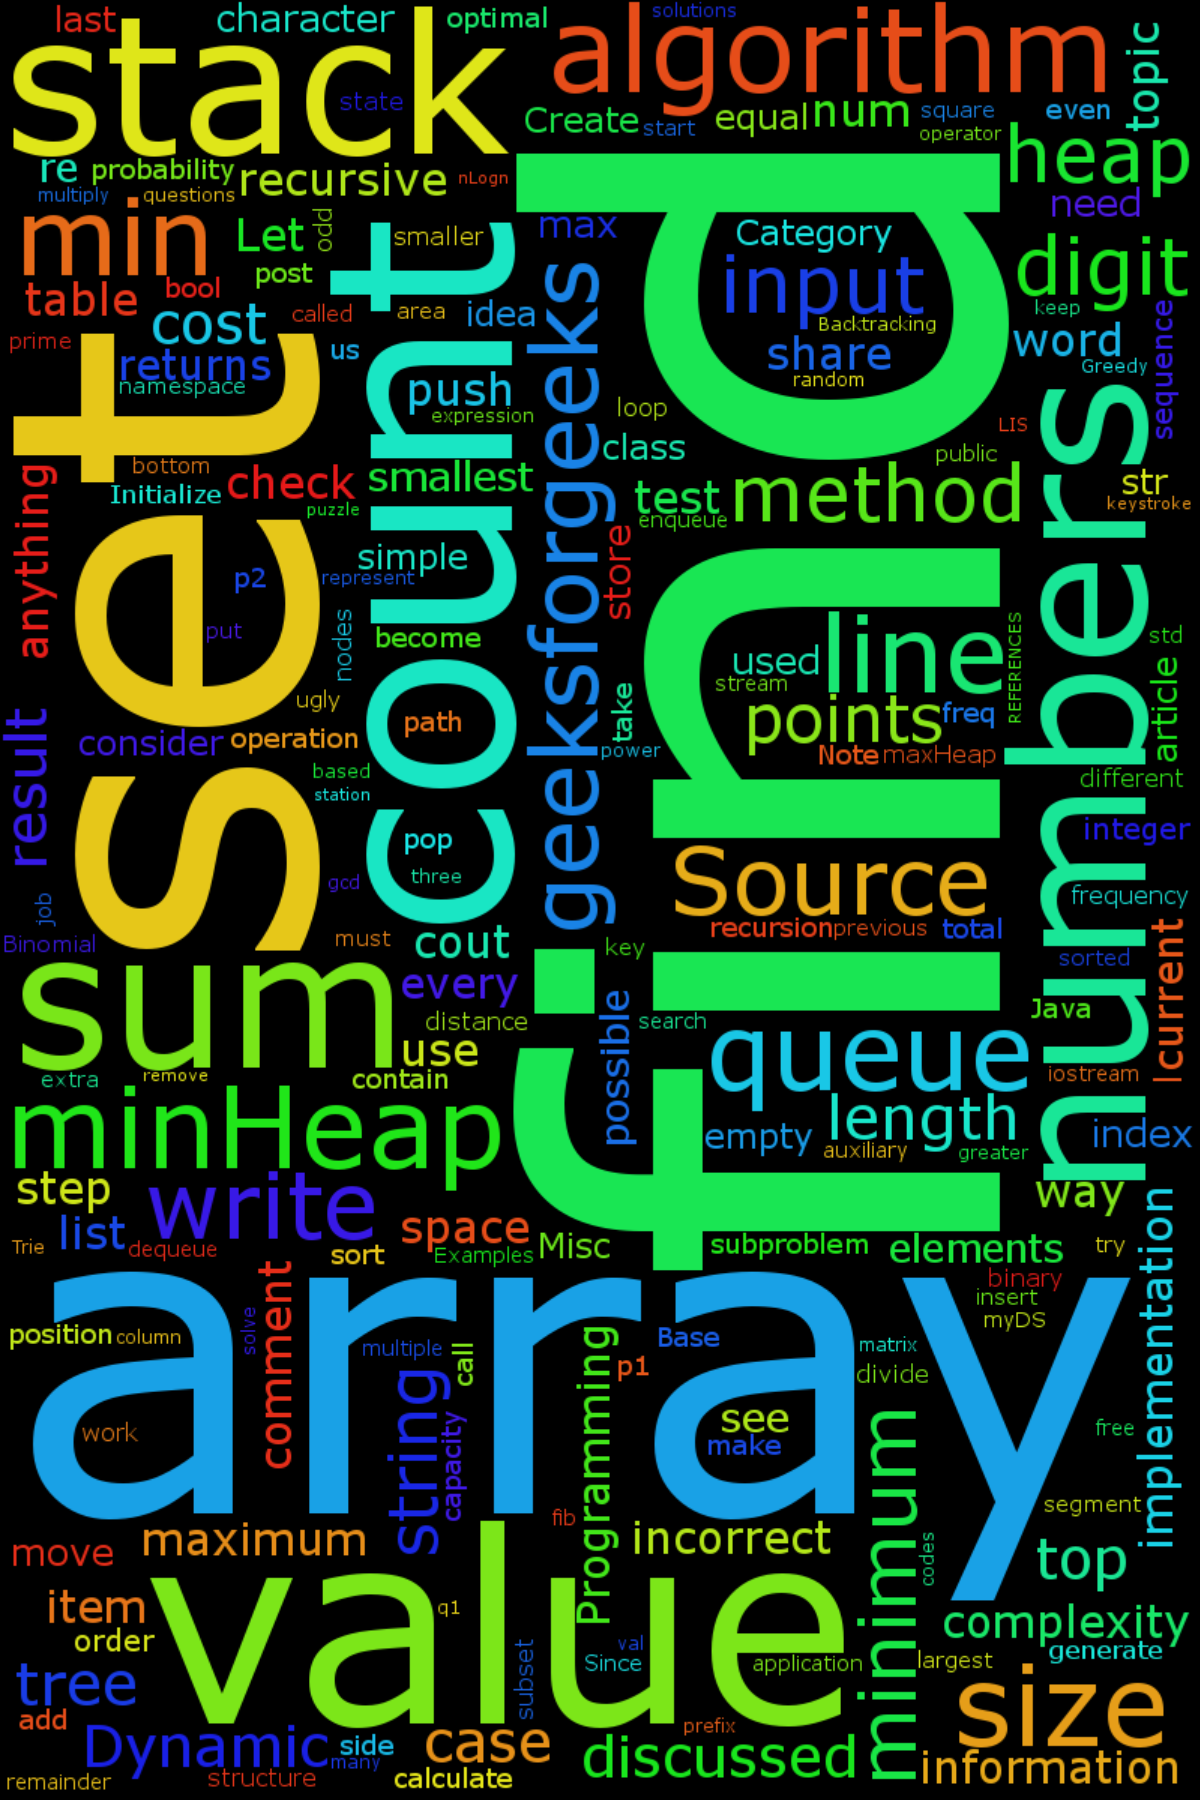 last
character
optimal
solutions
algorithm
topic
stack
state
Create
start
equal
num
square
even
operator
heap
re
probability
recursive
nLogn
multiply
questions
need
min
Let
odd
smaller
max
Category
digit
post
input
table
bool
called
area
idea
keep
cost
Backtracking
word
sequence
prime
us
share
Greedy
returns
namespace
push
random
expression
loop
LIS
set
count
geeksforgeeks
find
numbers
class
public
bottom
check
smallest
test
method
str
Initialize
puzzle
enqueue
keystroke
anything
simple
store
p2
represent
put
nodes
become
used
line
REFERENCES
std
stream
article
ugly
path
take
points
freq
result
consider
operation
power
Note
maxHeap
based
different
station
pop
integer
three
Source
gcd
frequency
job
recursion
previous
total
Binomial
must
cout
key
sorted
lcurrent
sum
every
possible
Java
distance
search
use
queue
extra
remove
contain
iostream
minHeap
length
empty
auxiliary
greater
index
step
write
way
list
space
Trie
dequeue
sort
Examples
Misc
subproblem
elements
try
implementation
array
comment
binary
insert
myDS
position
column
solve
multiple
call
Programming
Base
matrix
p1
divide
string
work
capacity
see
make
minimum
free
segment
fib
maximum
incorrect
codes
move
top
value
item
q1
complexity
order
val
generate
subset
Since
application
largest
tree
size
add
prefix
Dynamic
side
many
case
discussed
information
remainder
structure
calculate